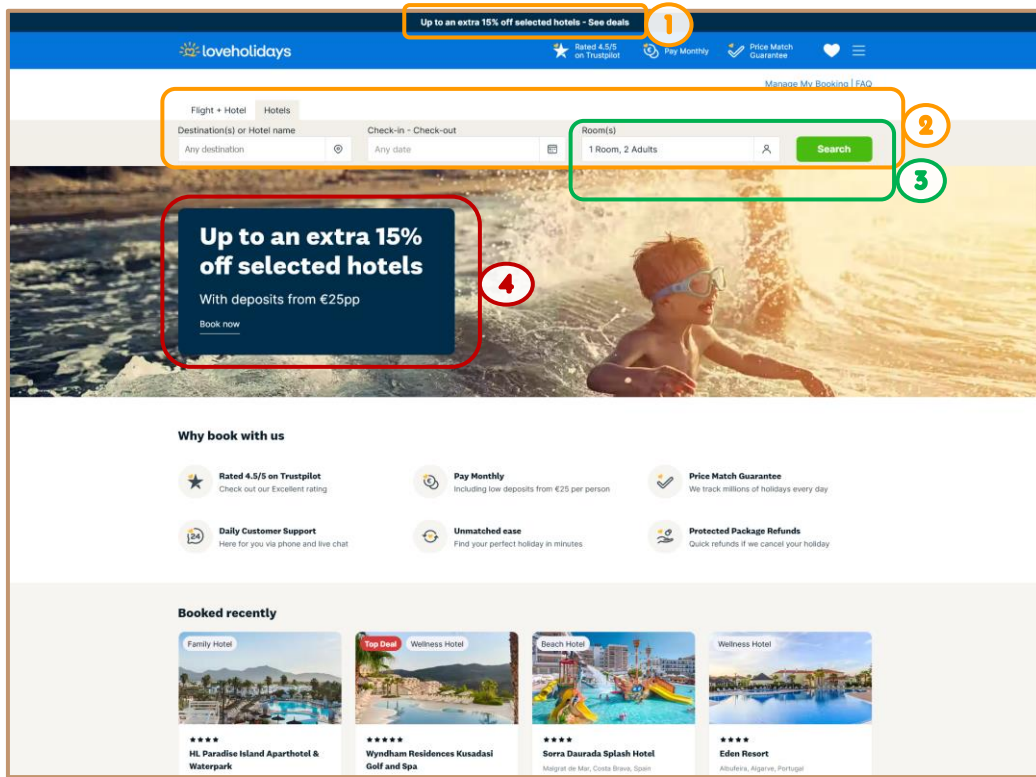 Up to an extra 15% off selected hotels - See deals
1
loveholidays
Rated 4.5/5
on Trustpilot
Pay Monthly
Price Match
Guarantee
Manage My Booking | FAQ
Flight + Hotel
Hotels
2
Destination(s) or Hotel name
Check-in - Check-out
Room(s)
Any destination
Any date
1 Room, 2 Adults
Search
3
Up to an extra 15%
off selected hotels
With deposits from €25pp
Book now
4
Why book with us
Rated 4.5/5 on Trustpilot
Check out our Excellent rating
Pay Monthly
Including low deposits from €25 per person
Price Match Guarantee
We track millions of holidays every day
24
Daily Customer Support
Here for you via phone and live chat
Unmatched ease
Find your perfect holiday in minutes
Protected Package Refunds
Quick refunds if we cancel your holiday
Booked recently
Family Hotel
Top Deal
Wellness Hotel
Beach Hotel
Wellness Hotel
HL Paradise Island Aparthotel &
Waterpark
Wyndham Residences Kusadasi
Golf and Spa
Sorra Daurada Splash Hotel
Malgrat de Mar, Costa Brava, Spain
Eden Resort
Albufeira, Algarve, Portugal